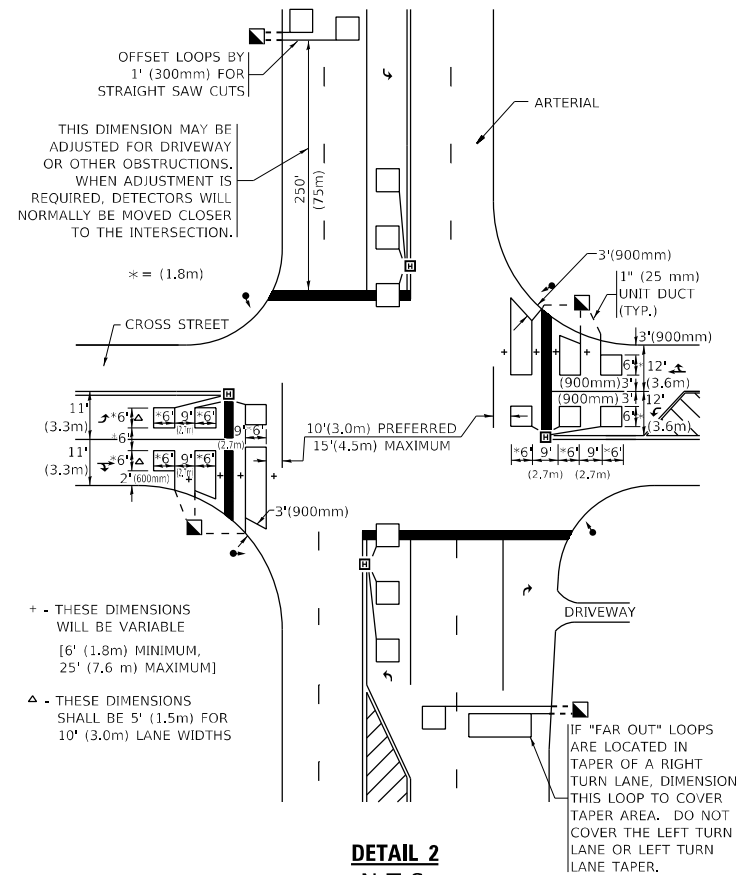 OFFSET LOOPS BY
1' (300mm) FOR
STRAIGHT SAW CUTS
ARTERIAL
THIS DIMENSION MAY BE
ADJUSTED FOR DRIVEWAY
OR OTHER OBSTRUCTIONS.
WHEN ADJUSTMENT IS
REQUIRED, DETECTORS WILL
NORMALLY BE MOVED CLOSER
TO THE INTERSECTION.
250'
(75m)
* = (1.8m)
H
3'(900mm)
1" (25 mm)
UNIT DUCT
(TYP.)
CROSS STREET
3'(900mm)
+ + + +
6'* 12'
(3.6m)
(900mm) 3'
(900mm) 3'
6'* 12'
(3.6m)
H
*6' 9' *6' 9' *6'
(2.7m) (2.7m)
11'
(3.3m)
11'
(3.3m)
H
*6' Δ *6' 9' *6'
(2.7m)
*6'
9' *6'
(2.7m)
*6' Δ *6' 9' *6'
(2.7m)
2' (600mm)
+ + + +
10'(3.0m) PREFERRED
15'(4.5m) MAXIMUM
3'(900mm)
H
+ - THESE DIMENSIONS
WILL BE VARIABLE
[6' (1.8m) MINIMUM,
25' (7.6 m) MAXIMUM]
Δ - THESE DIMENSIONS
SHALL BE 5' (1.5m) FOR
10' (3.0m) LANE WIDTHS
DRIVEWAY
IF "FAR OUT" LOOPS
ARE LOCATED IN
TAPER OF A RIGHT
TURN LANE, DIMENSION
THIS LOOP TO COVER
TAPER AREA. DO NOT
COVER THE LEFT TURN
LANE OR LEFT TURN
LANE TAPER.
DETAIL 2